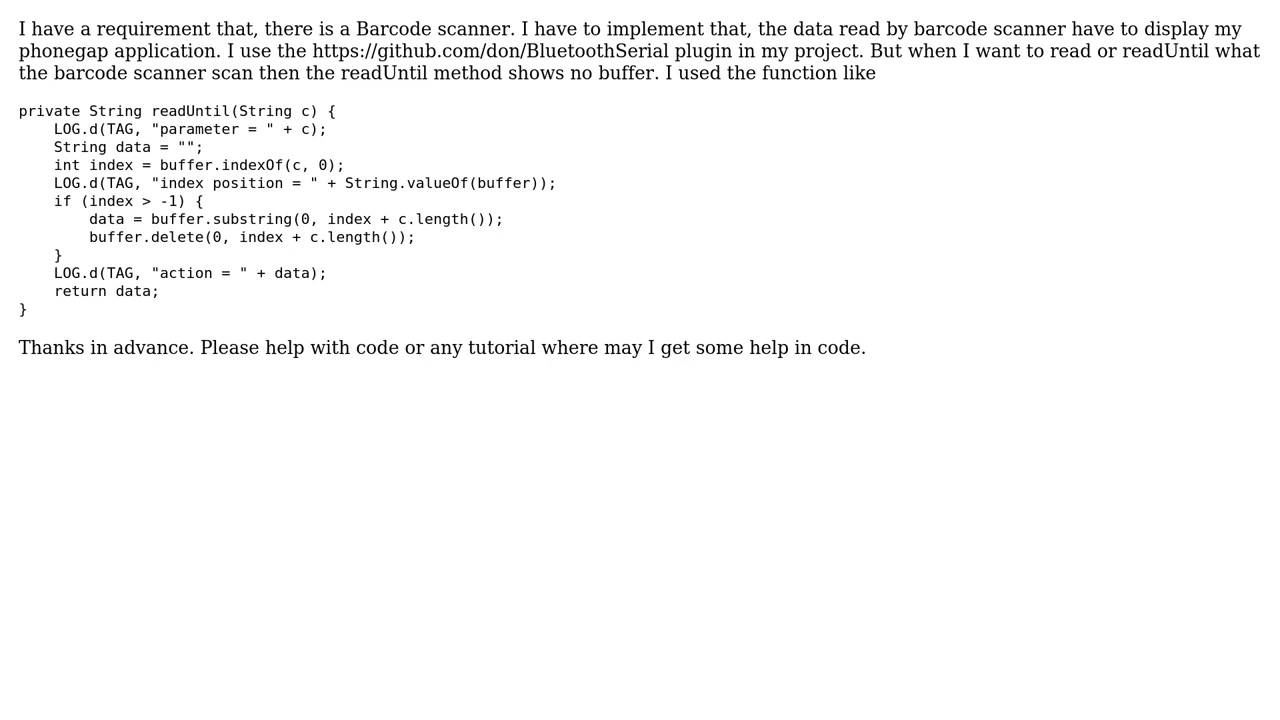 I have a requirement that, there is a Barcode scanner. I have to implement that, the data read by barcode scanner have to display my
phonegap application. I use the https://github.com/don/BluetoothSerial plugin in my project. But when I want to read or readUntil what
the barcode scanner scan then the readUntil method shows no buffer. I used the function like
private String readUntil(String c) {
    LOG.d(TAG, "parameter = " + c);
    String data = "";
    int index = buffer.indexOf(c, 0);
    LOG.d(TAG, "index position = " + String.valueOf(buffer));
    if (index > -1) {
        data = buffer.substring(0, index + c.length());
        buffer.delete(0, index + c.length());
    }
    LOG.d(TAG, "action = " + data);
    return data;
}
Thanks in advance. Please help with code or any tutorial where may I get some help in code.